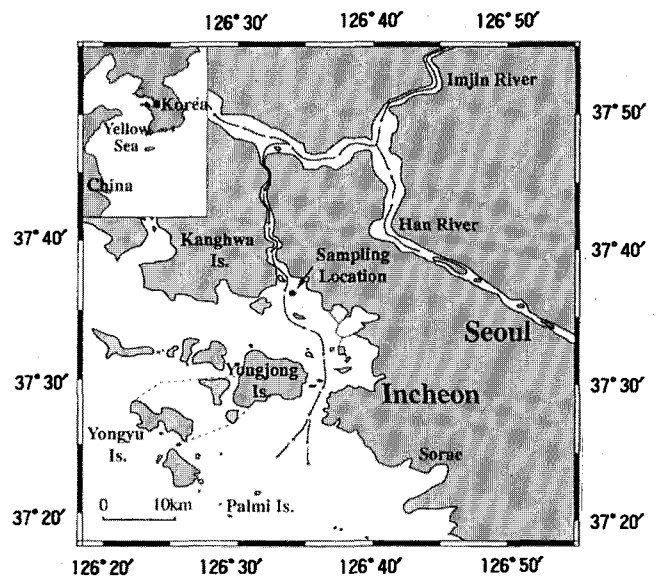 126° 30' 126° 40' 126° 50'
Imjin River
Korea
37° 50'
Yellow
Sea
China
Han River
37° 40' 37° 40'
Kanghwa
Is.
Sampling
Location
Seoul
Yongjong
Is.
37° 30' 37° 30'
Incheon
Yongyu
Is.
Sorae
0 10km
Palmi Is.
37° 20' 37° 20'
126° 20' 126° 30' 126° 40' 126° 50'